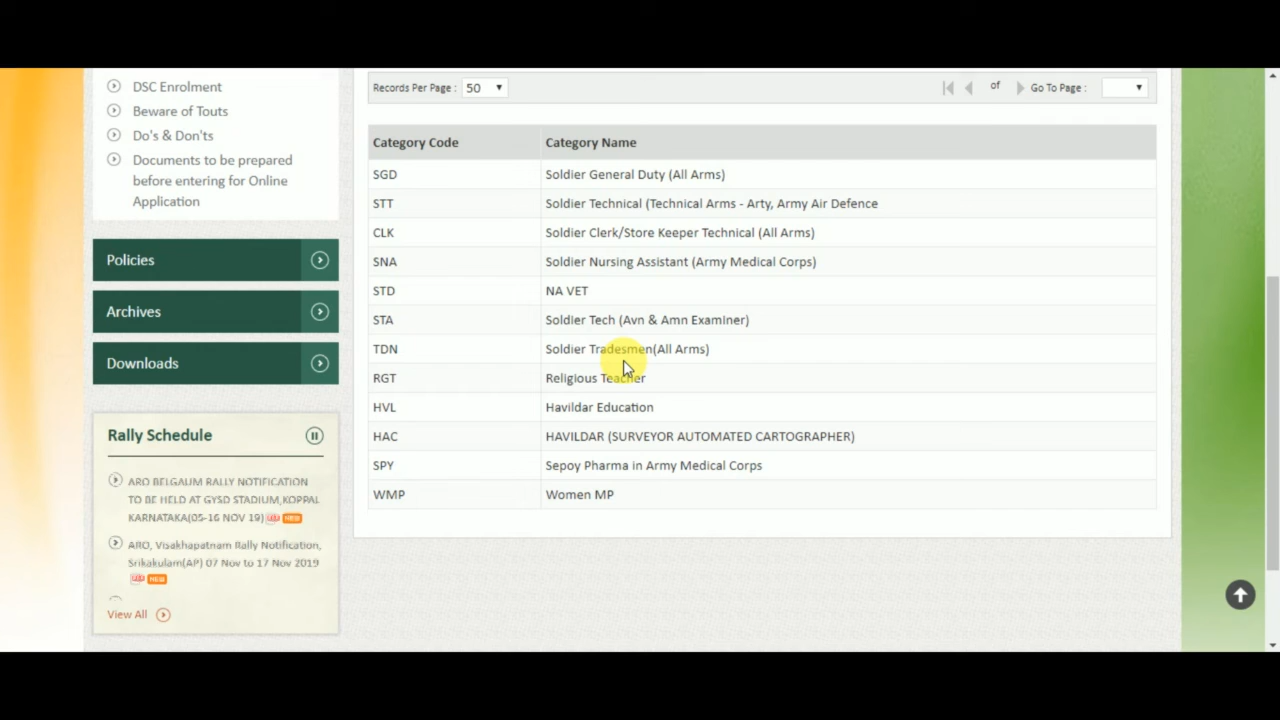 DSC Enrolment
Beware of Touts
Do's & Don'ts
Documents to be prepared
before entering for Online
Application
Policies
Archives
Downloads
Rally Schedule
ARO BELGAUM RALLY NOTIFICATION
TO BE HELD AT GYSD STADIUM,KOPPAL
KARNATAKA(05-16 NOV 19) NEW
ARO, Visakhapatnam Rally Notification,
Srikakulam(AP) 07 Nov to 17 Nov 2019
NEW
View All
Records Per Page : 50
of Go To Page :
Category Code Category Name
SGD Soldier General Duty (All Arms)
STT Soldier Technical (Technical Arms - Arty, Army Air Defence
CLK Soldier Clerk/Store Keeper Technical (All Arms)
SNA Soldier Nursing Assistant (Army Medical Corps)
STD NA VET
STA Soldier Tech (Avn & Amn Examiner)
TDN Soldier Tradesmen(All Arms)
RGT Religious Teacher
HVL Havildar Education
HAC HAVILDAR (SURVEYOR AUTOMATED CARTOGRAPHER)
SPY Sepoy Pharma in Army Medical Corps
WMP Women MP